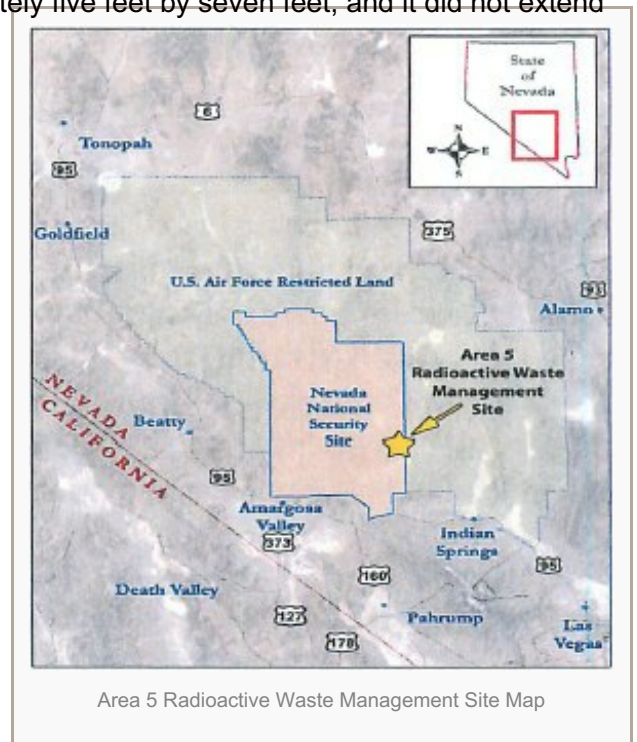 tely five feet by seven feet, and it did not extend
State
of
Nevada
N
W E
S
6
Tonopah
95
Goldfield
375
U.S. Air Force Restricted Land
93
Alamo
Area 5
Radioactive Waste
Management
Site
Nevada
National
Security
Site
NEVADA
CALIFORNIA
Beatty
95
Amargosa
Valley
373
Indian
Springs
95
160
Death Valley
127
Pahrump
Las
Vegas
178
Area 5 Radioactive Waste Management Site Map